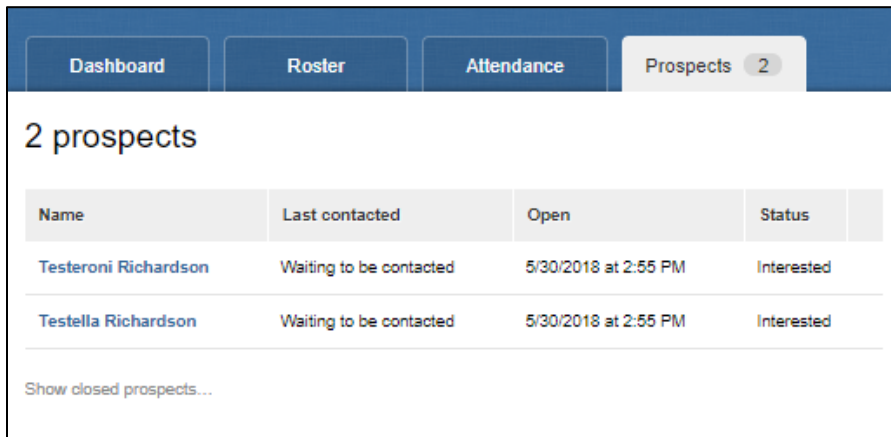 Dashboard Roster Attendance Prospects 2
2 prospects
Name Last contacted Open Status
Testeroni Richardson Waiting to be contacted 5/30/2018 at 2:55 PM Interested
Testella Richardson Waiting to be contacted 5/30/2018 at 2:55 PM Interested
Show closed prospects...